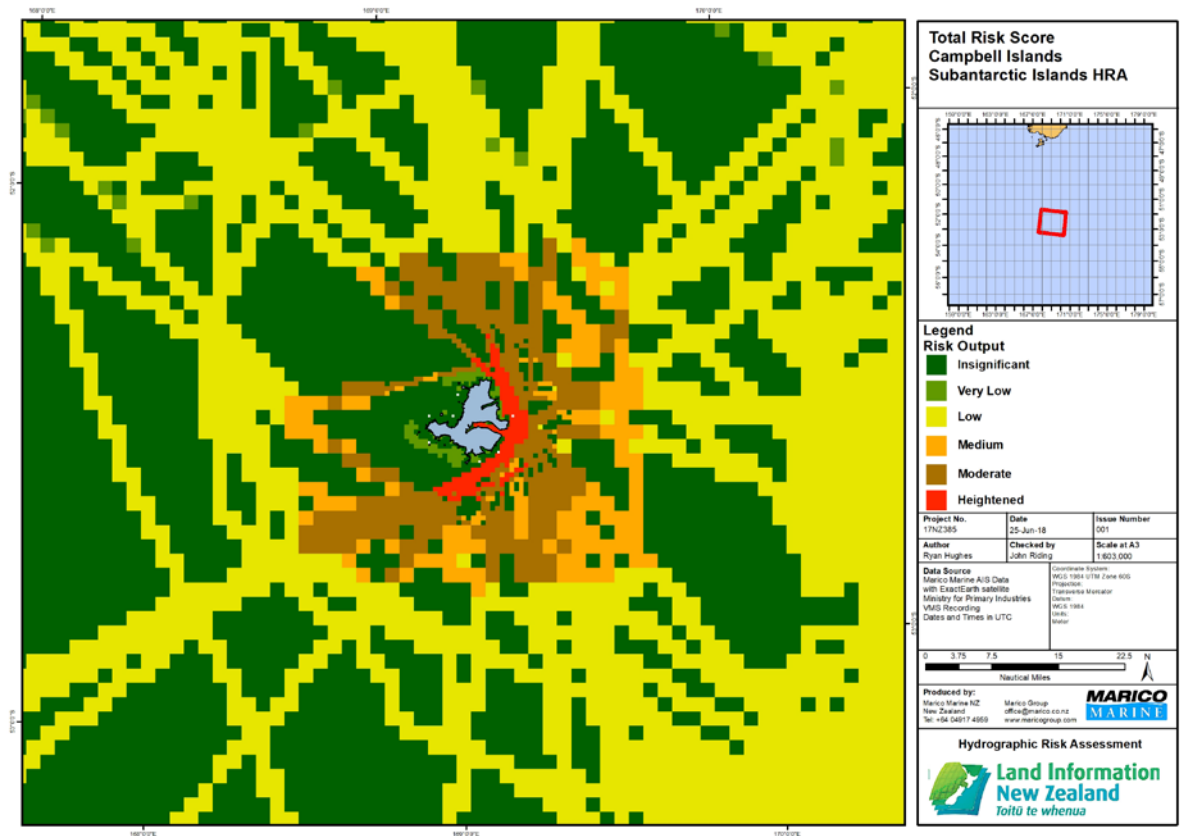 Total Risk Score
Campbell Islands
Subantarctic Islands HRA
Legend
Risk Output
Insignificant
Very Low
Low
Medium
Moderate
Heightened
Project No.
17NZ385
Date
25-Jun-18
Issue Number
001
Author
Ryan Hughes
Checked by
John Riding
Scale at A3
1:603,000
Data Source
Marico Marine AIS Data
with ExactEarth satellite
Ministry for Primary Industries
VMS Recording
Dates and Times in UTC
Coordinate System:
WGS 1984 UTM Zone 60S
Projection:
Transverse Mercator
Datum:
WGS 1984
Units:
Meter
0 3.75 7.5 15 22.5
Nautical Miles
N
Produced by:
Marico Marine NZ
New Zealand
Tel: +64 04917 4959
Marico Group
office@marico.co.nz
www.maricogroup.com
MARICO
MARINE
Hydrographic Risk Assessment
Land Information
New Zealand
Toitū te whenua